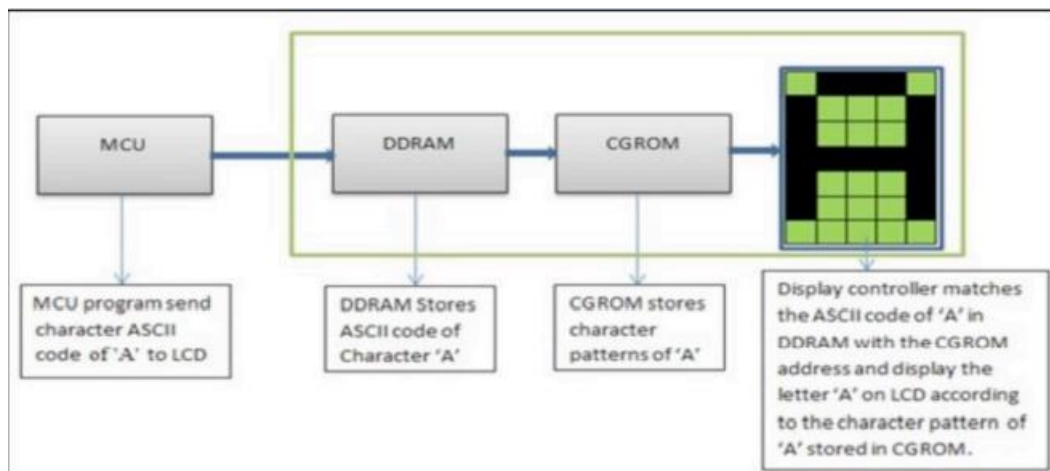 MCU
DDRAM
CGROM
MCU program send
character ASCII
code of 'A' to LCD
DDRAM Stores
ASCII code of
Character 'A'
CGROM stores
character
patterns of 'A'
Display controller matches
the ASCII code of 'A' in
DDRAM with the CGROM
address and display the
letter 'A' on LCD according
to the character pattern of
'A' stored in CGROM.